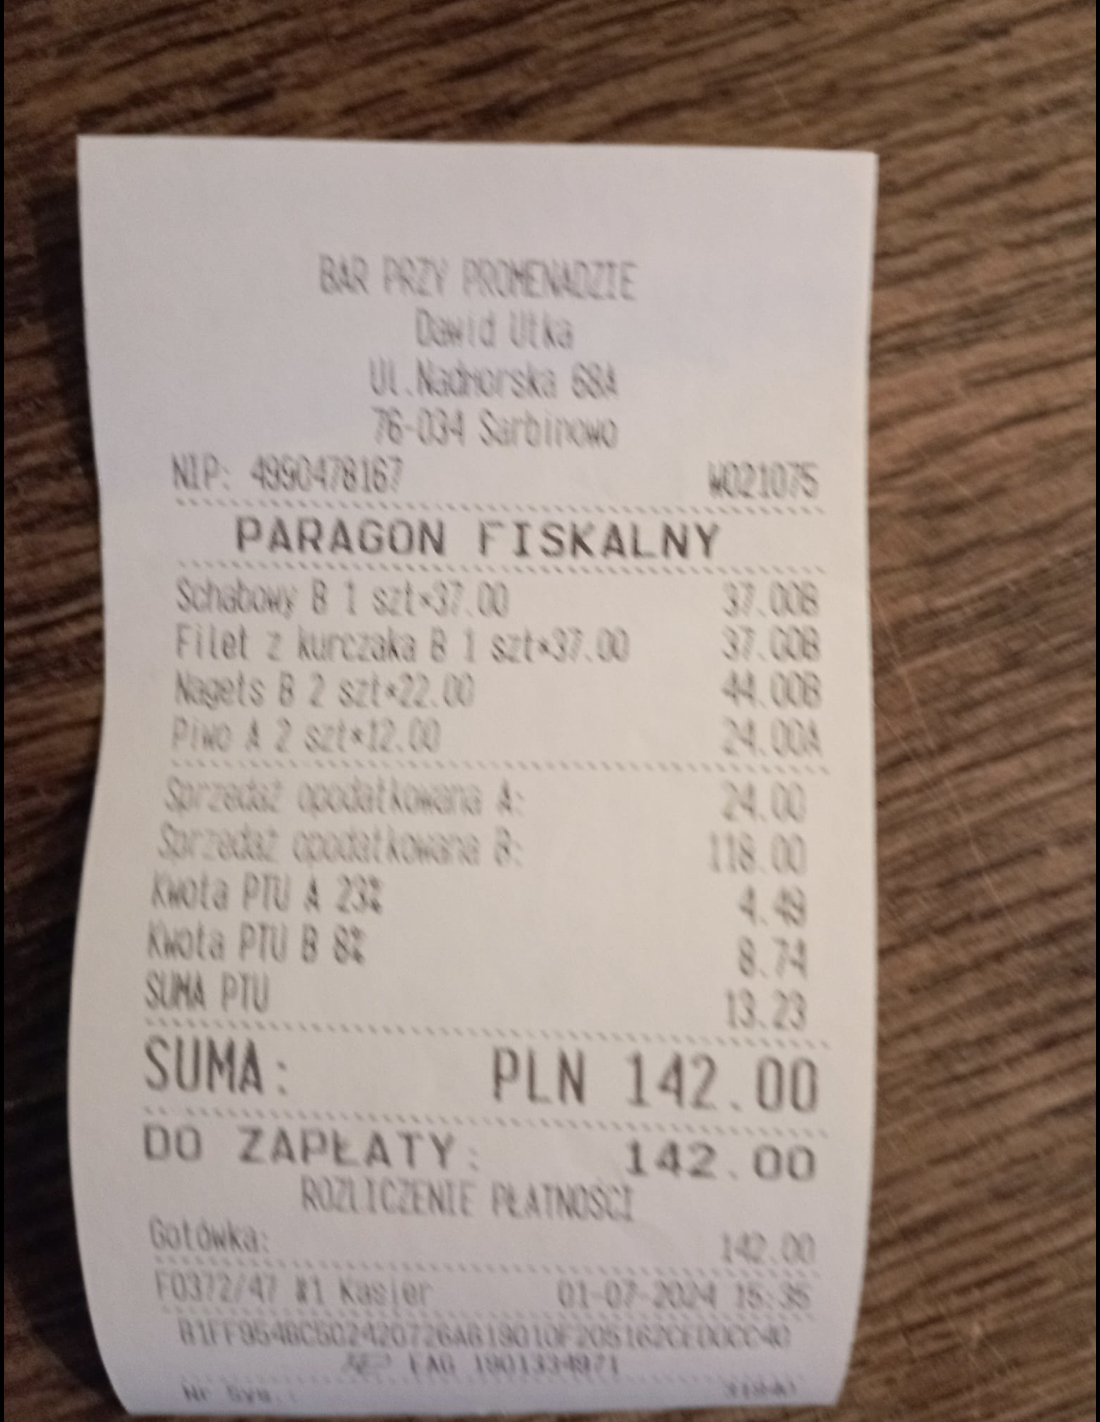 BAR PRZY PROMENADZIE
Dawid Utka
Ul.Nadmorska 68A
76-034 Sarbinowo
NIP: 4990478167 W021075
PARAGON FISKALNY
Schabowy B 1 szt*37.00 37.00B
Filet z kurczaka B 1 szt*37.00 37.00B
Nagets B 2 szt*22.00 44.00B
Piwo A 2 szt*12.00 24.00A
Sprzedaż opodatkowana A: 24.00
Sprzedaż opodatkowana B: 118.00
Kwota PTU A 23% 4.49
Kwota PTU B 8% 8.74
SUMA PTU 13.23
SUMA: PLN 142.00
DO ZAPŁATY: 142.00
ROZLICZENIE PŁATNOŚCI
Gotówka: 142.00
F0372/47 #1 Kasier 01-07-2024 15:35
EAG 1901334971
Nr Sys.: